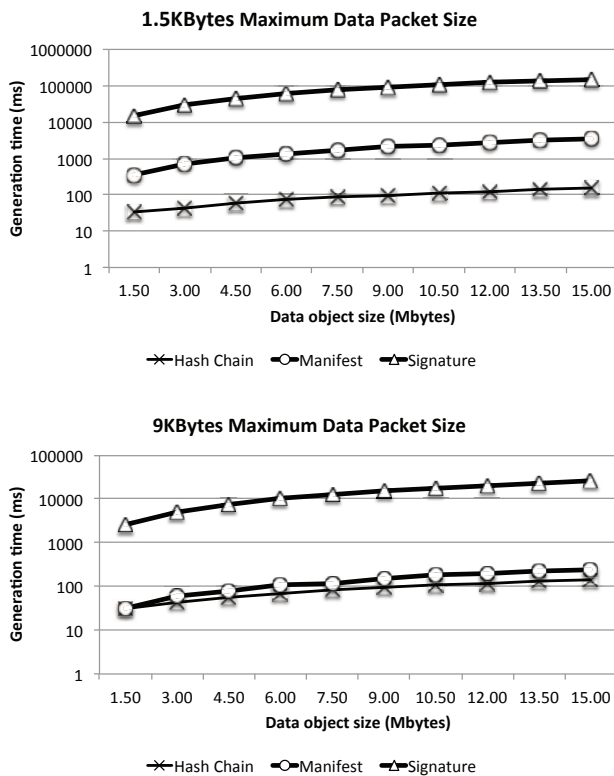 1.5KBytes Maximum Data Packet Size
1000000
100000
10000
1000
100
10
1
Generation time (ms)
1.50 3.00 4.50 6.00 7.50 9.00 10.50 12.00 13.50 15.00
Data object size (Mbytes)
Hash Chain Manifest Signature
9KBytes Maximum Data Packet Size
100000
10000
1000
100
10
1
Generation time (ms)
1.50 3.00 4.50 6.00 7.50 9.00 10.50 12.00 13.50 15.00
Data object size (Mbytes)
Hash Chain Manifest Signature